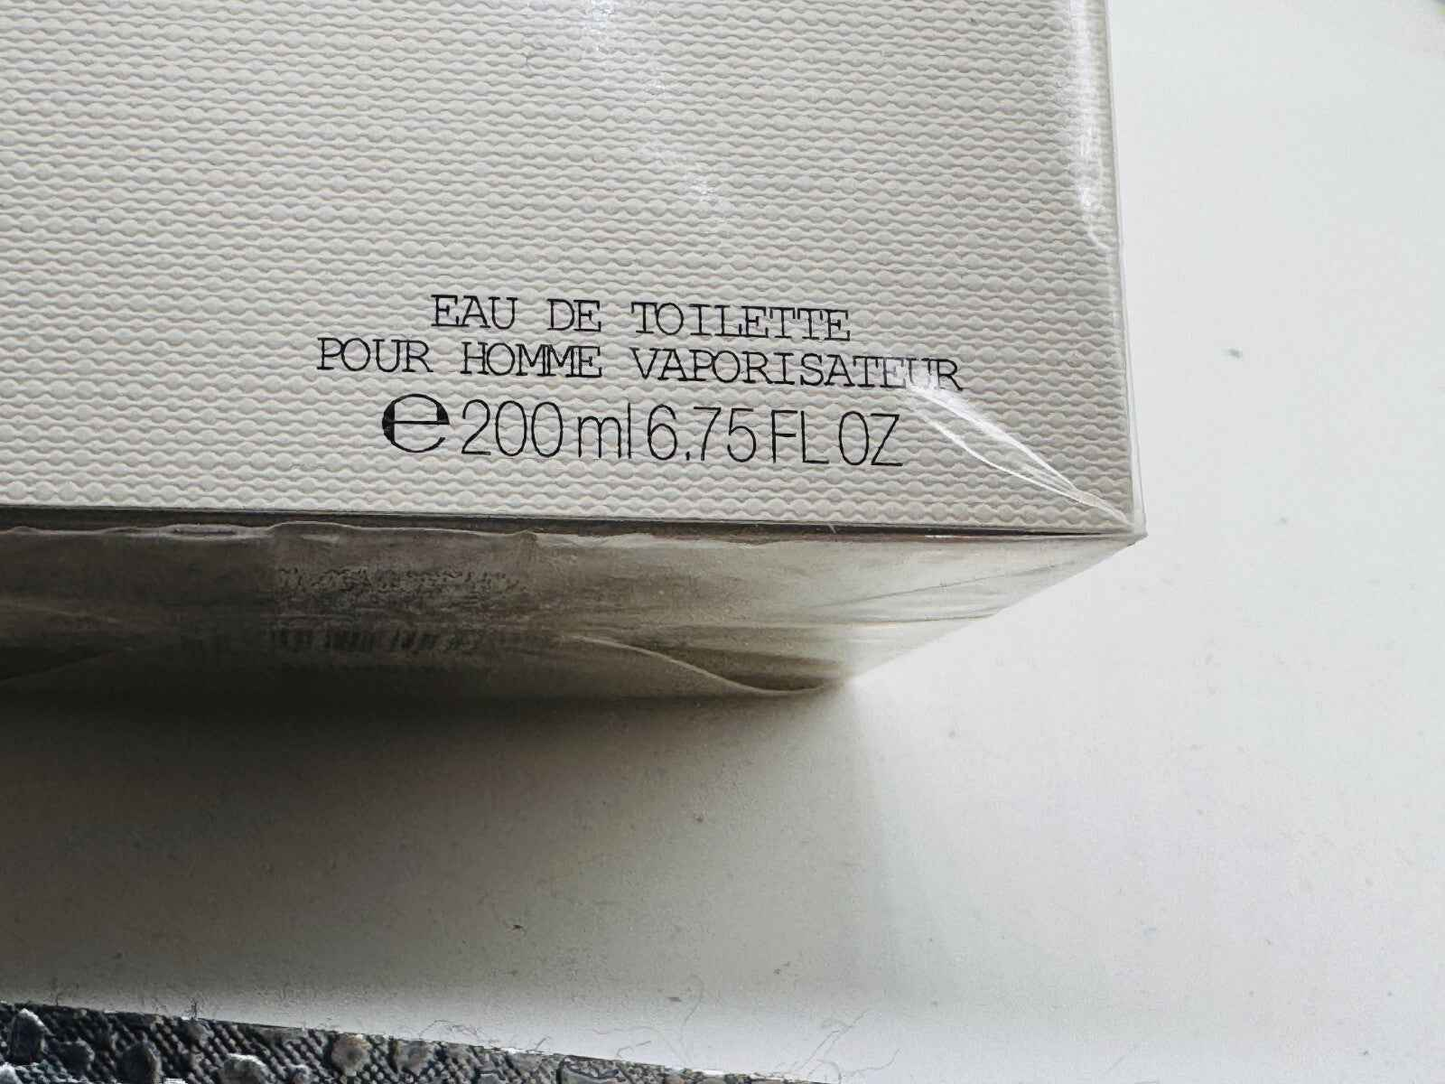 EAU DE TOILETTE
POUR HOMME VAPORISATEUR
℮200ml 6.75 FL OZ